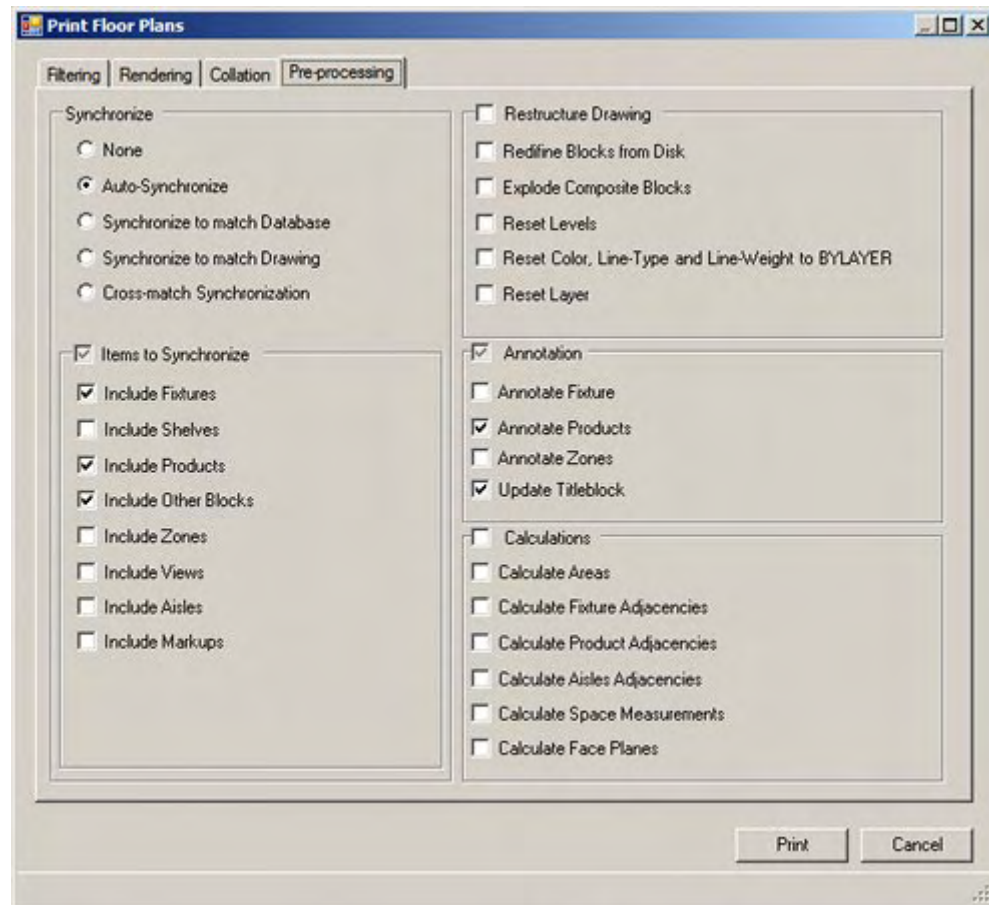 Print Floor Plans
Filtering
Rendering
Collation
Pre-processing
Synchronize
None
Auto-Synchronize
Synchronize to match Database
Synchronize to match Drawing
Cross-match Synchronization
Items to Synchronize
Include Fixtures
Include Shelves
Include Products
Include Other Blocks
Include Zones
Include Views
Include Aisles
Include Markups
Restructure Drawing
Redifine Blocks from Disk
Explode Composite Blocks
Reset Levels
Reset Color, Line-Type and Line-Weight to BYLAYER
Reset Layer
Annotation
Annotate Fixture
Annotate Products
Annotate Zones
Update Titleblock
Calculations
Calculate Areas
Calculate Fixture Adjacencies
Calculate Product Adjacencies
Calculate Aisles Adjacencies
Calculate Space Measurements
Calculate Face Planes
Print
Cancel